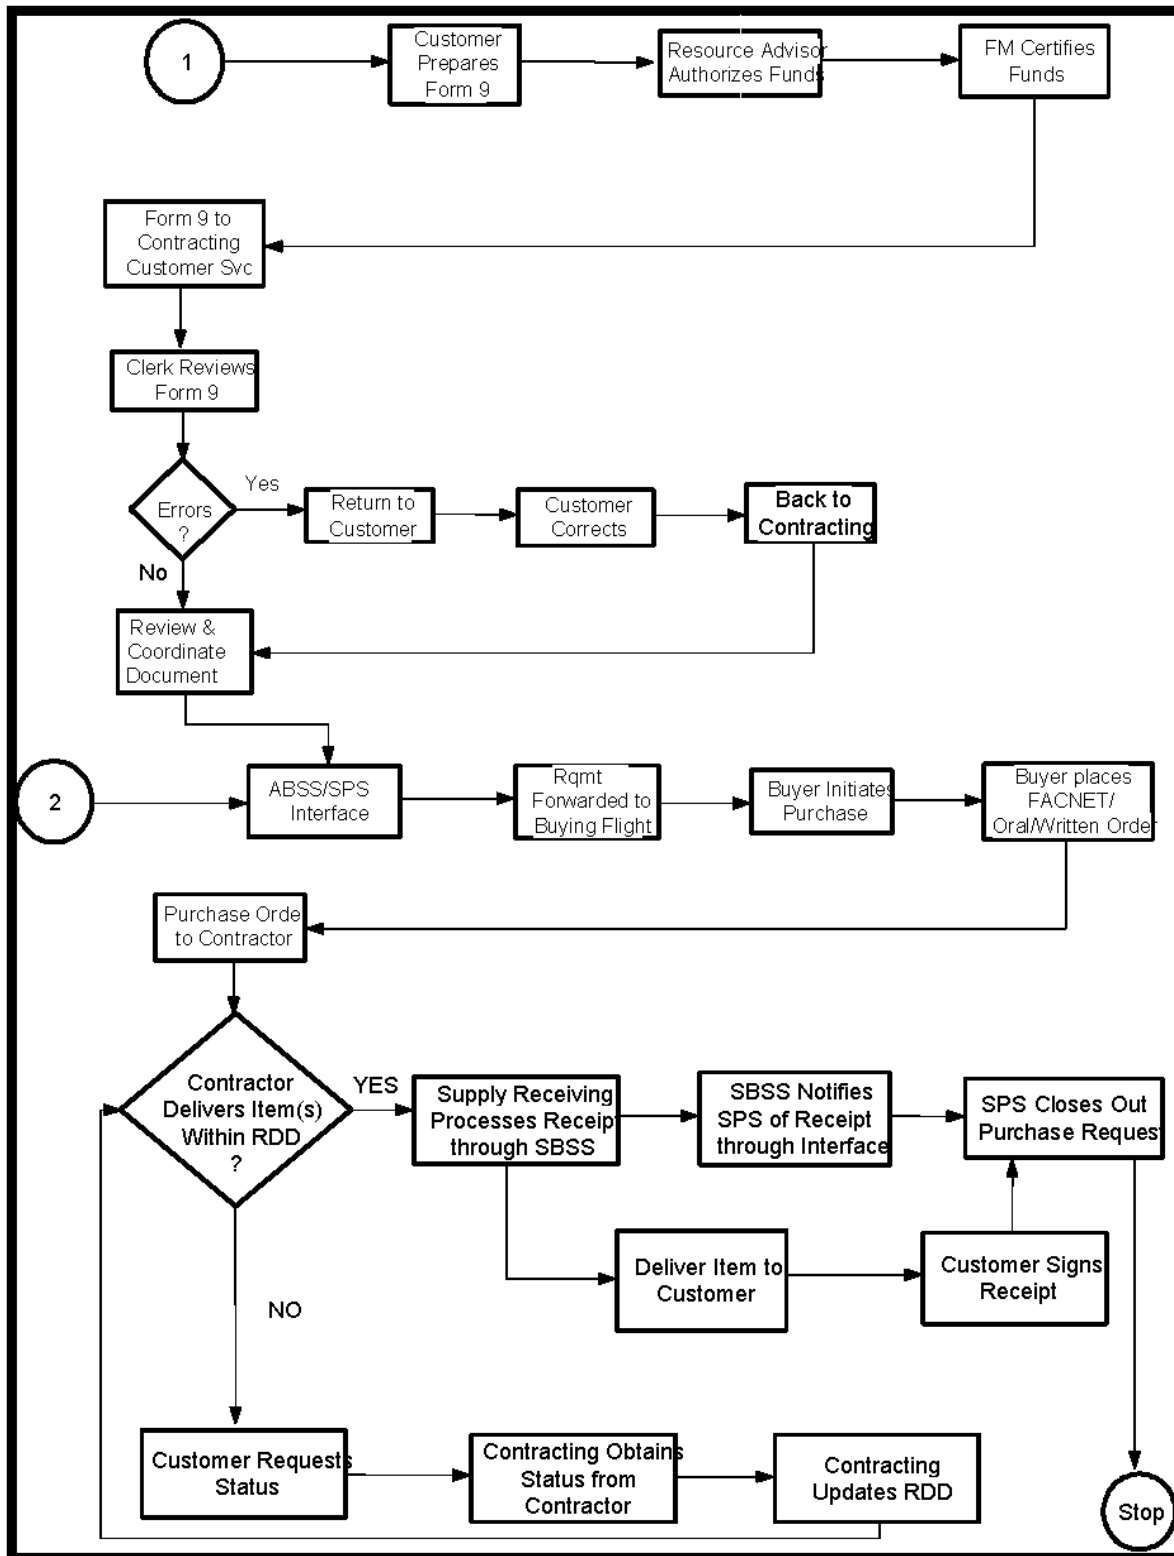 1
Customer
Prepares
Form 9
Resource Advisor
Authorizes Funds
FM Certifies
Funds
Form 9 to
Contracting
Customer Svc
Clerk Reviews
Form 9
Errors
?
Yes
No
Return to
Customer
Customer
Corrects
Back to
Contracting
Review &
Coordinate
Document
2
ABSS/SPS
Interface
Rqmt
Forwarded to
Buying Flight
Buyer Initiates
Purchase
Buyer places
FACNET/
Oral/Written Order
Purchase Orde
to Contractor
Contractor
Delivers Item(s)
Within RDD
?
YES
NO
Supply Receiving
Processes Receipt
through SBSS
SBSS Notifies
SPS of Receipt
through Interface
SPS Closes Out
Purchase Request
Deliver Item to
Customer
Customer Signs
Receipt
Customer Requests
Status
Contracting Obtains
Status from
Contractor
Contracting
Updates RDD
Stop